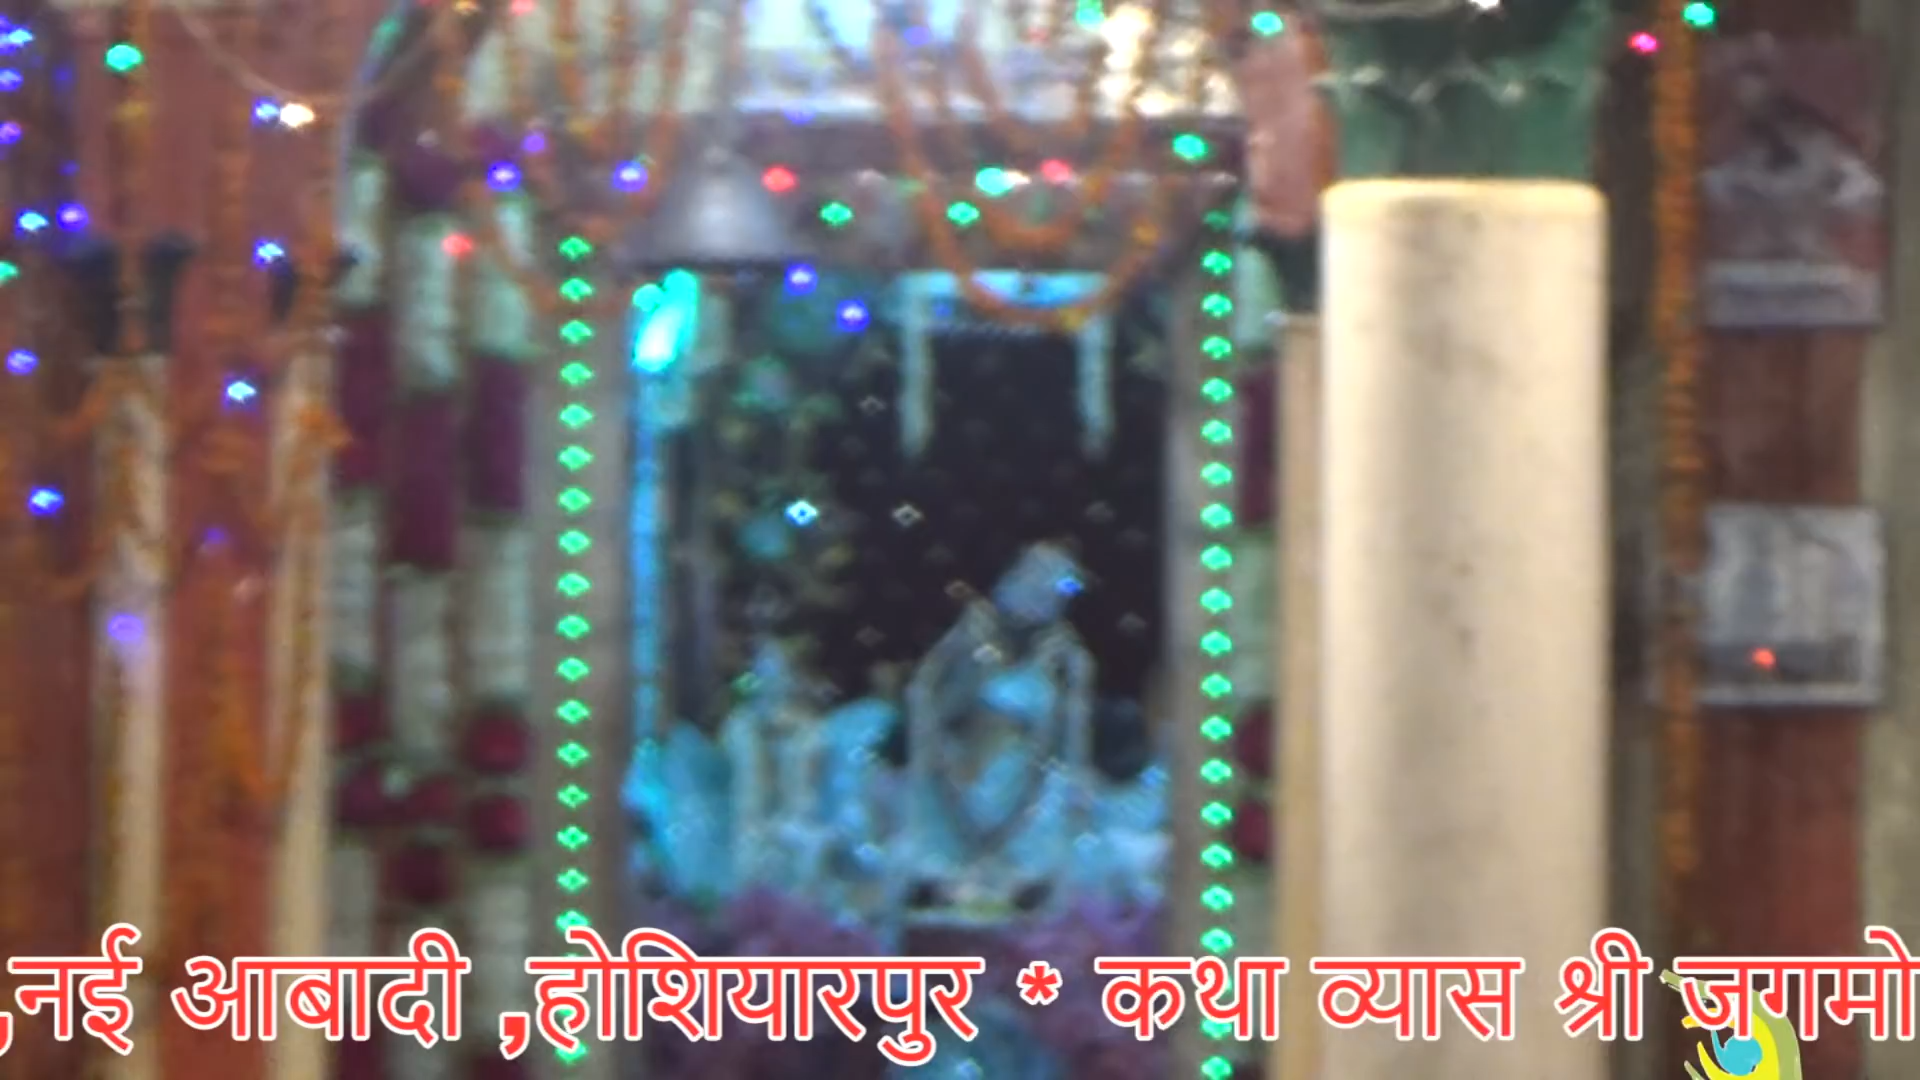 ,नई आबादी ,होशियारपुर * कथा व्यास श्री जगमो